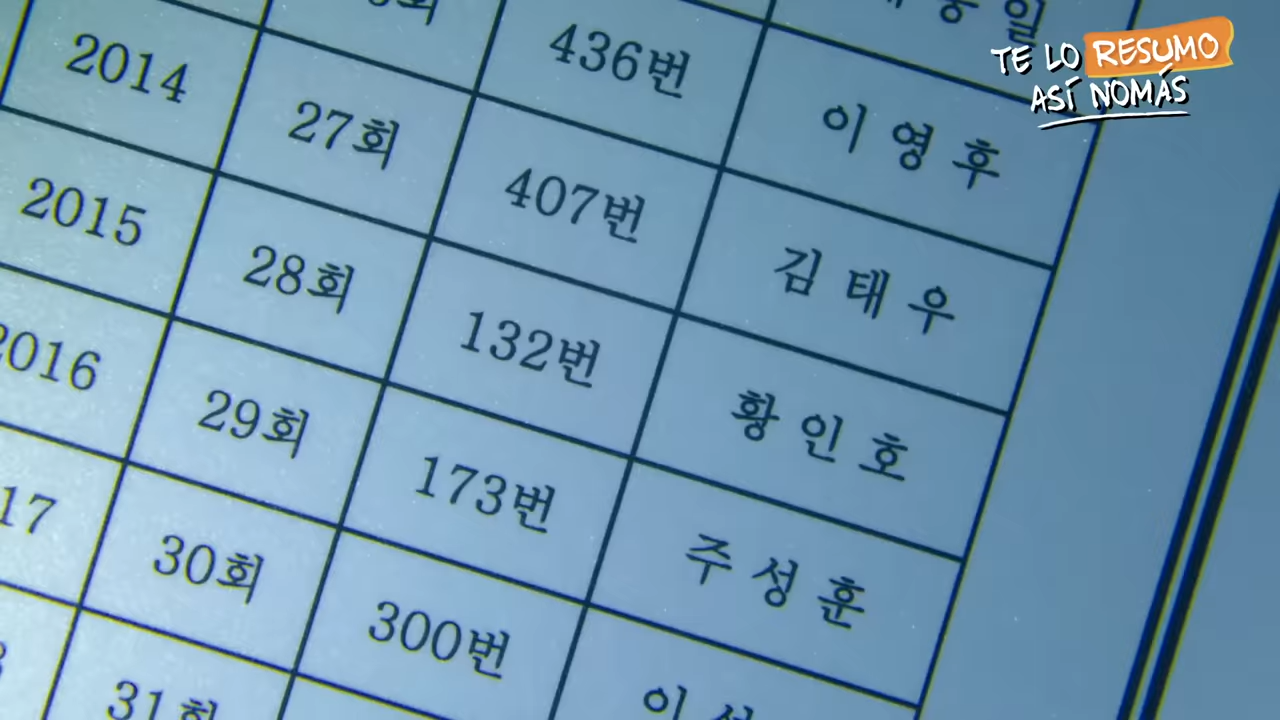 TE LO RESUMO
ASÍ NOMÁS
436번 이 영 후
2014 27회 407번 김 태 우
2015 28회 132번 황 인 호
2016 29회 173번 주 성 훈
17 30회 300번 이
31회